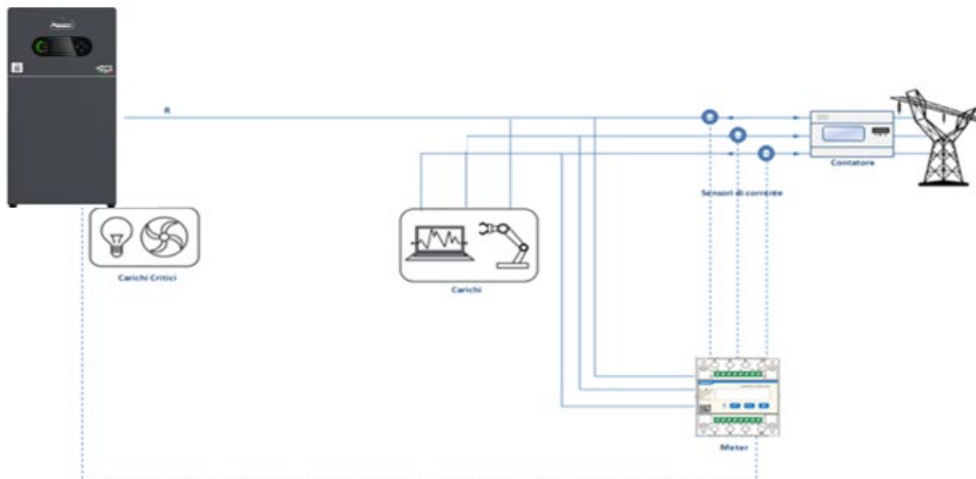 R
Contatore
Sensori di corrente
Carichi Critici
Carichi
Meter